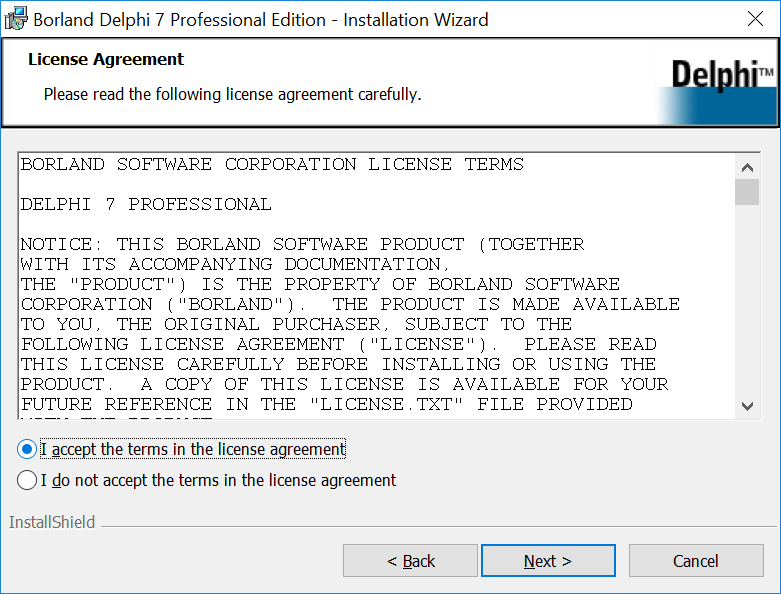 Borland Delphi 7 Professional Edition - Installation Wizard
License Agreement
Please read the following license agreement carefully.
Delphi™
BORLAND SOFTWARE CORPORATION LICENSE TERMS
DELPHI 7 PROFESSIONAL
NOTICE: THIS BORLAND SOFTWARE PRODUCT (TOGETHER
WITH ITS ACCOMPANYING DOCUMENTATION,
THE "PRODUCT") IS THE PROPERTY OF BORLAND SOFTWARE
CORPORATION ("BORLAND").  THE PRODUCT IS MADE AVAILABLE
TO YOU, THE ORIGINAL PURCHASER, SUBJECT TO THE
FOLLOWING LICENSE AGREEMENT ("LICENSE").  PLEASE READ
THIS LICENSE CAREFULLY BEFORE INSTALLING OR USING THE
PRODUCT.  A COPY OF THIS LICENSE IS AVAILABLE FOR YOUR
FUTURE REFERENCE IN THE "LICENSE.TXT" FILE PROVIDED
I accept the terms in the license agreement
I do not accept the terms in the license agreement
InstallShield
< Back
Next >
Cancel